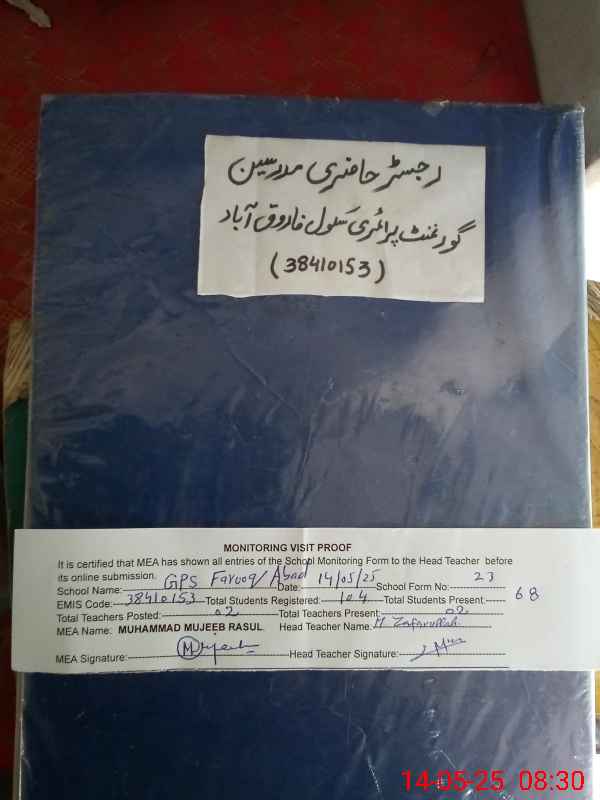 رجسٹر حاضری مدرسین
گورنمنٹ پرائمری سکول فاروق آباد
(38410153)
MONITORING VISIT PROOF
It is certified that MEA has shown all entries of the School Monitoring Form to the Head Teacher before
its online submission.
School Name: GPS Farooq Abad Date: 14/05/25 School Form No: 23
EMIS Code: 38410153 Total Students Registered: 104 Total Students Present: 68
Total Teachers Posted: 02 Total Teachers Present: 02
MEA Name: MUHAMMAD MUJEEB RASUL Head Teacher Name. M Zafarullah
MEA Signature: Mujeeb Head Teacher Signature:
14-05-25 08:30